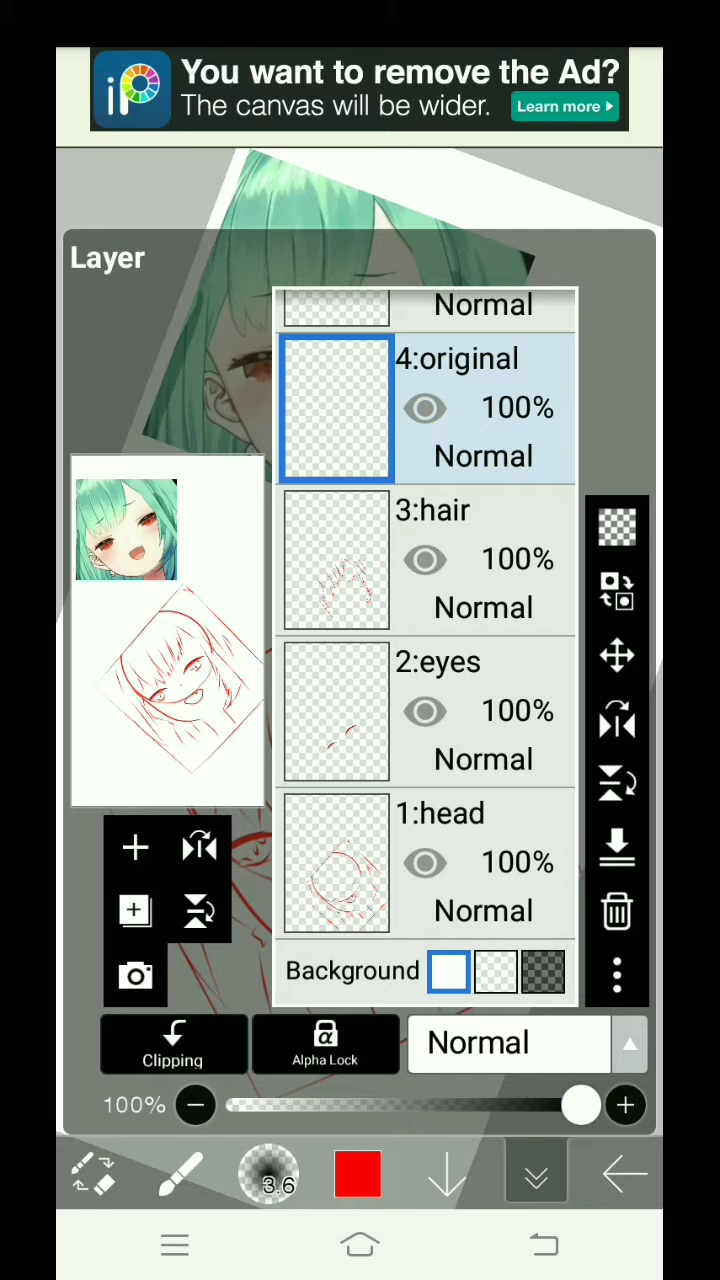 iP
You want to remove the Ad?
The canvas will be wider.
Learn more
Layer
Normal
4:original
100%
Normal
3:hair
100%
Normal
2:eyes
100%
Normal
1:head
100%
Normal
Background
Clipping
α
Alpha Lock
Normal
100%
3.6